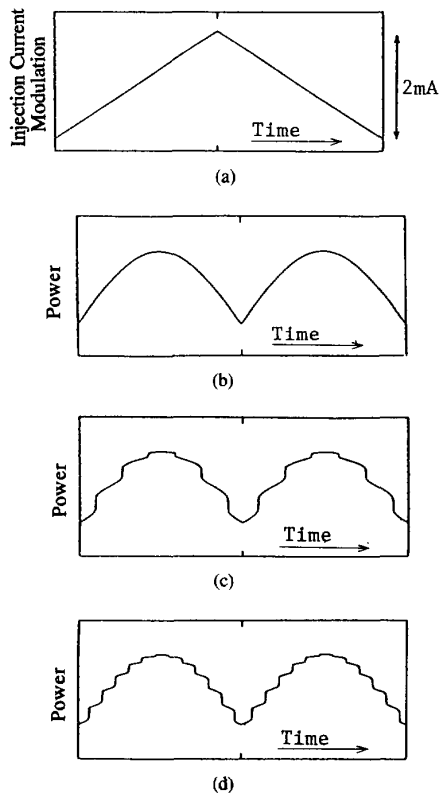 Injection Current
Modulation
2mA
Time
(a)
Power
Time
(b)
Power
Time
(c)
Power
Time
(d)